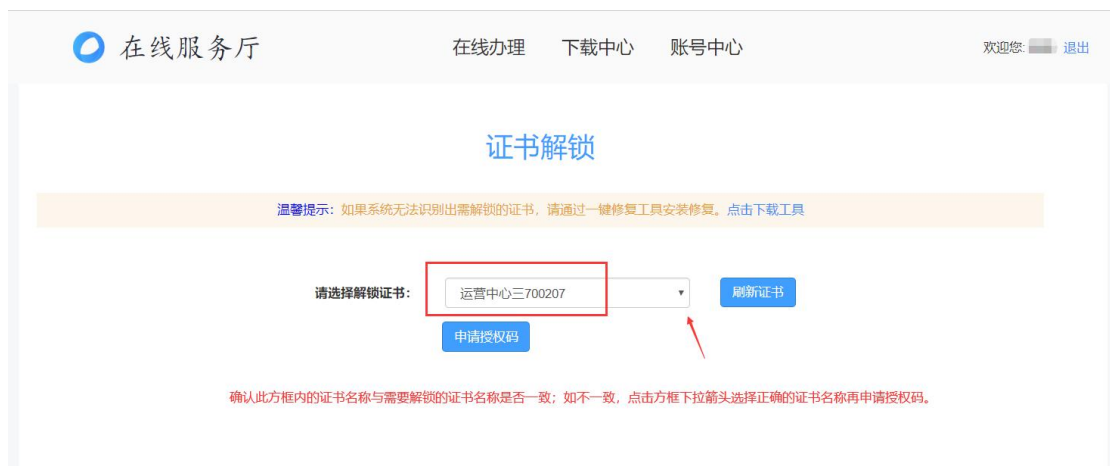 在线服务厅
在线办理 下载中心 账号中心
欢迎您: 退出
证书解锁
温馨提示：如果系统无法识别出需解锁的证书，请通过一键修复工具安装修复。点击下载工具
请选择解锁证书： 运营中心三700207 刷新证书
申请授权码
确认此方框内的证书名称与需要解锁的证书名称是否一致；如不一致，点击方框下拉箭头选择正确的证书名称再申请授权码。